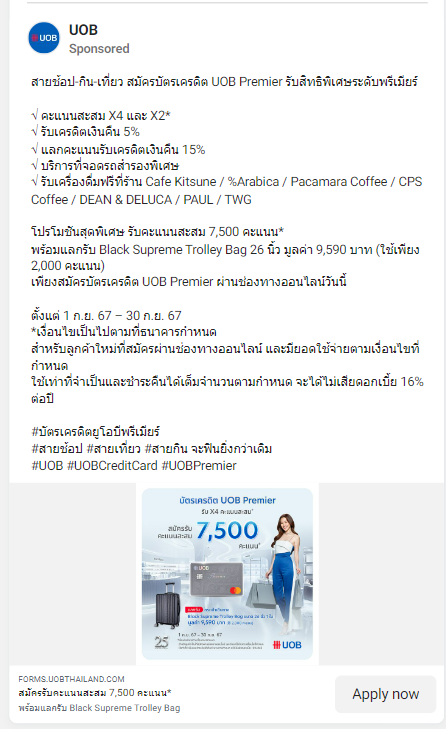 UOB
UOB
Sponsored
สายช้อป-กิน-เที่ยว สมัครบัตรเครดิต UOB Premier รับสิทธิพิเศษระดับพรีเมียร์
√ คะแนนสะสม X4 และ X2*
√ รับเครดิตเงินคืน 5%
√ แลกคะแนนรับเครดิตเงินคืน 15%
√ บริการที่จอดรถสำรองพิเศษ
√ รับเครื่องดื่มฟรีที่ร้าน Cafe Kitsune / %Arabica / Pacamara Coffee / CPS
Coffee / DEAN & DELUCA / PAUL / TWG
โปรโมชันสุดพิเศษ รับคะแนนสะสม 7,500 คะแนน*
พร้อมแลกรับ Black Supreme Trolley Bag 26 นิ้ว มูลค่า 9,590 บาท (ใช้เพียง
2,000 คะแนน)
เพียงสมัครบัตรเครดิต UOB Premier ผ่านช่องทางออนไลน์วันนี้
ตั้งแต่ 1 ก.ย. 67 – 30 ก.ย. 67
*เงื่อนไขเป็นไปตามที่ธนาคารกำหนด
สำหรับลูกค้าใหม่ที่สมัครผ่านช่องทางออนไลน์ และมียอดใช้จ่ายตามเงื่อนไขที่
กำหนด
ใช้เท่าที่จำเป็นและชำระคืนได้เต็มจำนวนตามกำหนด จะได้ไม่เสียดอกเบี้ย 16%
ต่อปี
#บัตรเครดิตยูโอบีพรีเมียร์
#สายช้อป #สายเที่ยว #สายกิน จะฟินยิ่งกว่าเดิม
#UOB #UOBCreditCard #UOBPremier
บัตรเครดิต UOB Premier
รับ X4 คะแนนสะสม*
สมัครรับ
คะแนนสะสม
7,500
คะแนน*
UOB
Black Supreme Trolley Bag ขนาด 26 นิ้ว 1 ใบ
มูลค่า 9,590 บาท
25
1 ก.ย. 67 - 30 ก.ย. 67
UOB
FORMS.UOBTHAILAND.COM
สมัครรับคะแนนสะสม 7,500 คะแนน*
พร้อมแลกรับ Black Supreme Trolley Bag
Apply now